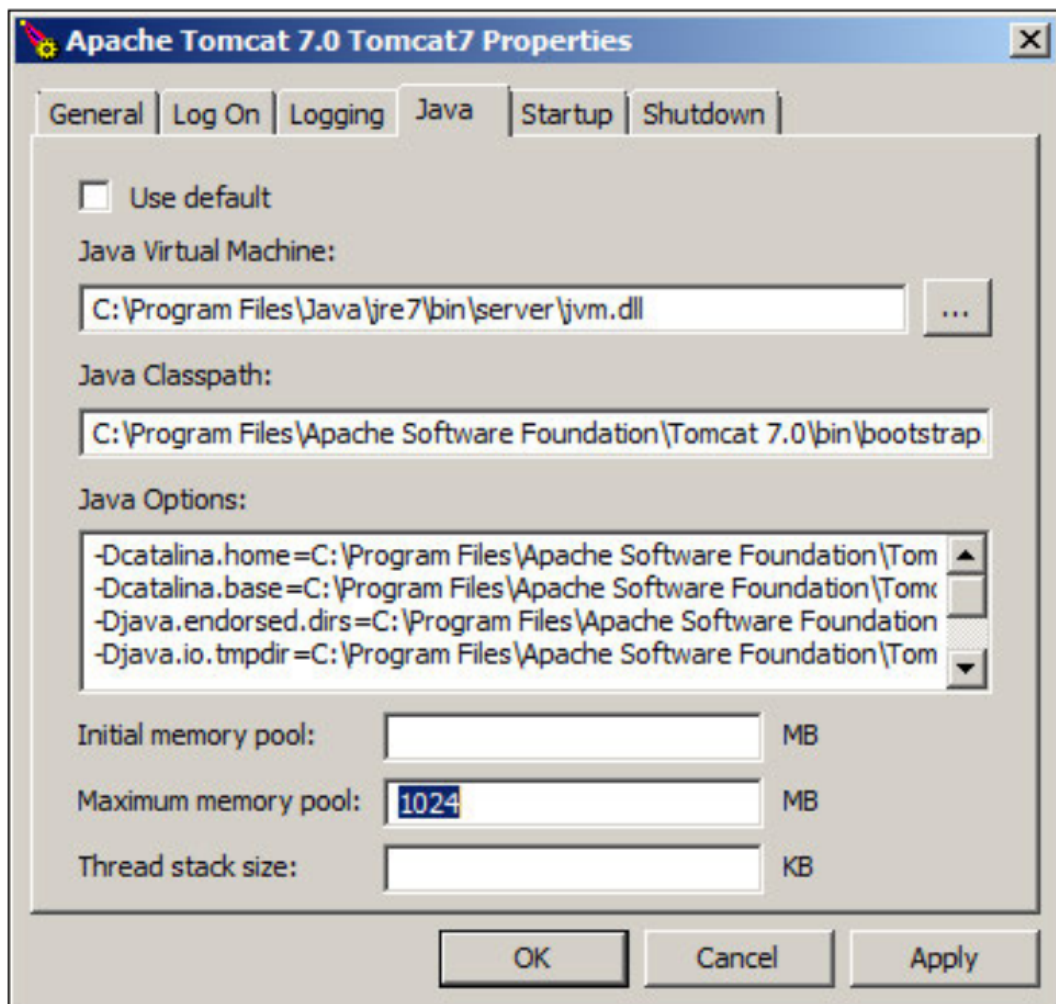 Apache Tomcat 7.0 Tomcat7 Properties
General Log On Logging Java Startup Shutdown
Use default
Java Virtual Machine:
C:\Program Files\Java\jre7\bin\server\jvm.dll
...
Java Classpath:
C:\Program Files\Apache Software Foundation\Tomcat 7.0\bin\bootstrap.
Java Options:
-Dcatalina.home=C:\Program Files\Apache Software Foundation\Tom
-Dcatalina.base=C:\Program Files\Apache Software Foundation\Tomc
-Djava.endorsed.dirs=C:\Program Files\Apache Software Foundation
-Djava.io.tmpdir=C:\Program Files\Apache Software Foundation\Tom
Initial memory pool: MB
Maximum memory pool: 1024 MB
Thread stack size: KB
OK Cancel Apply